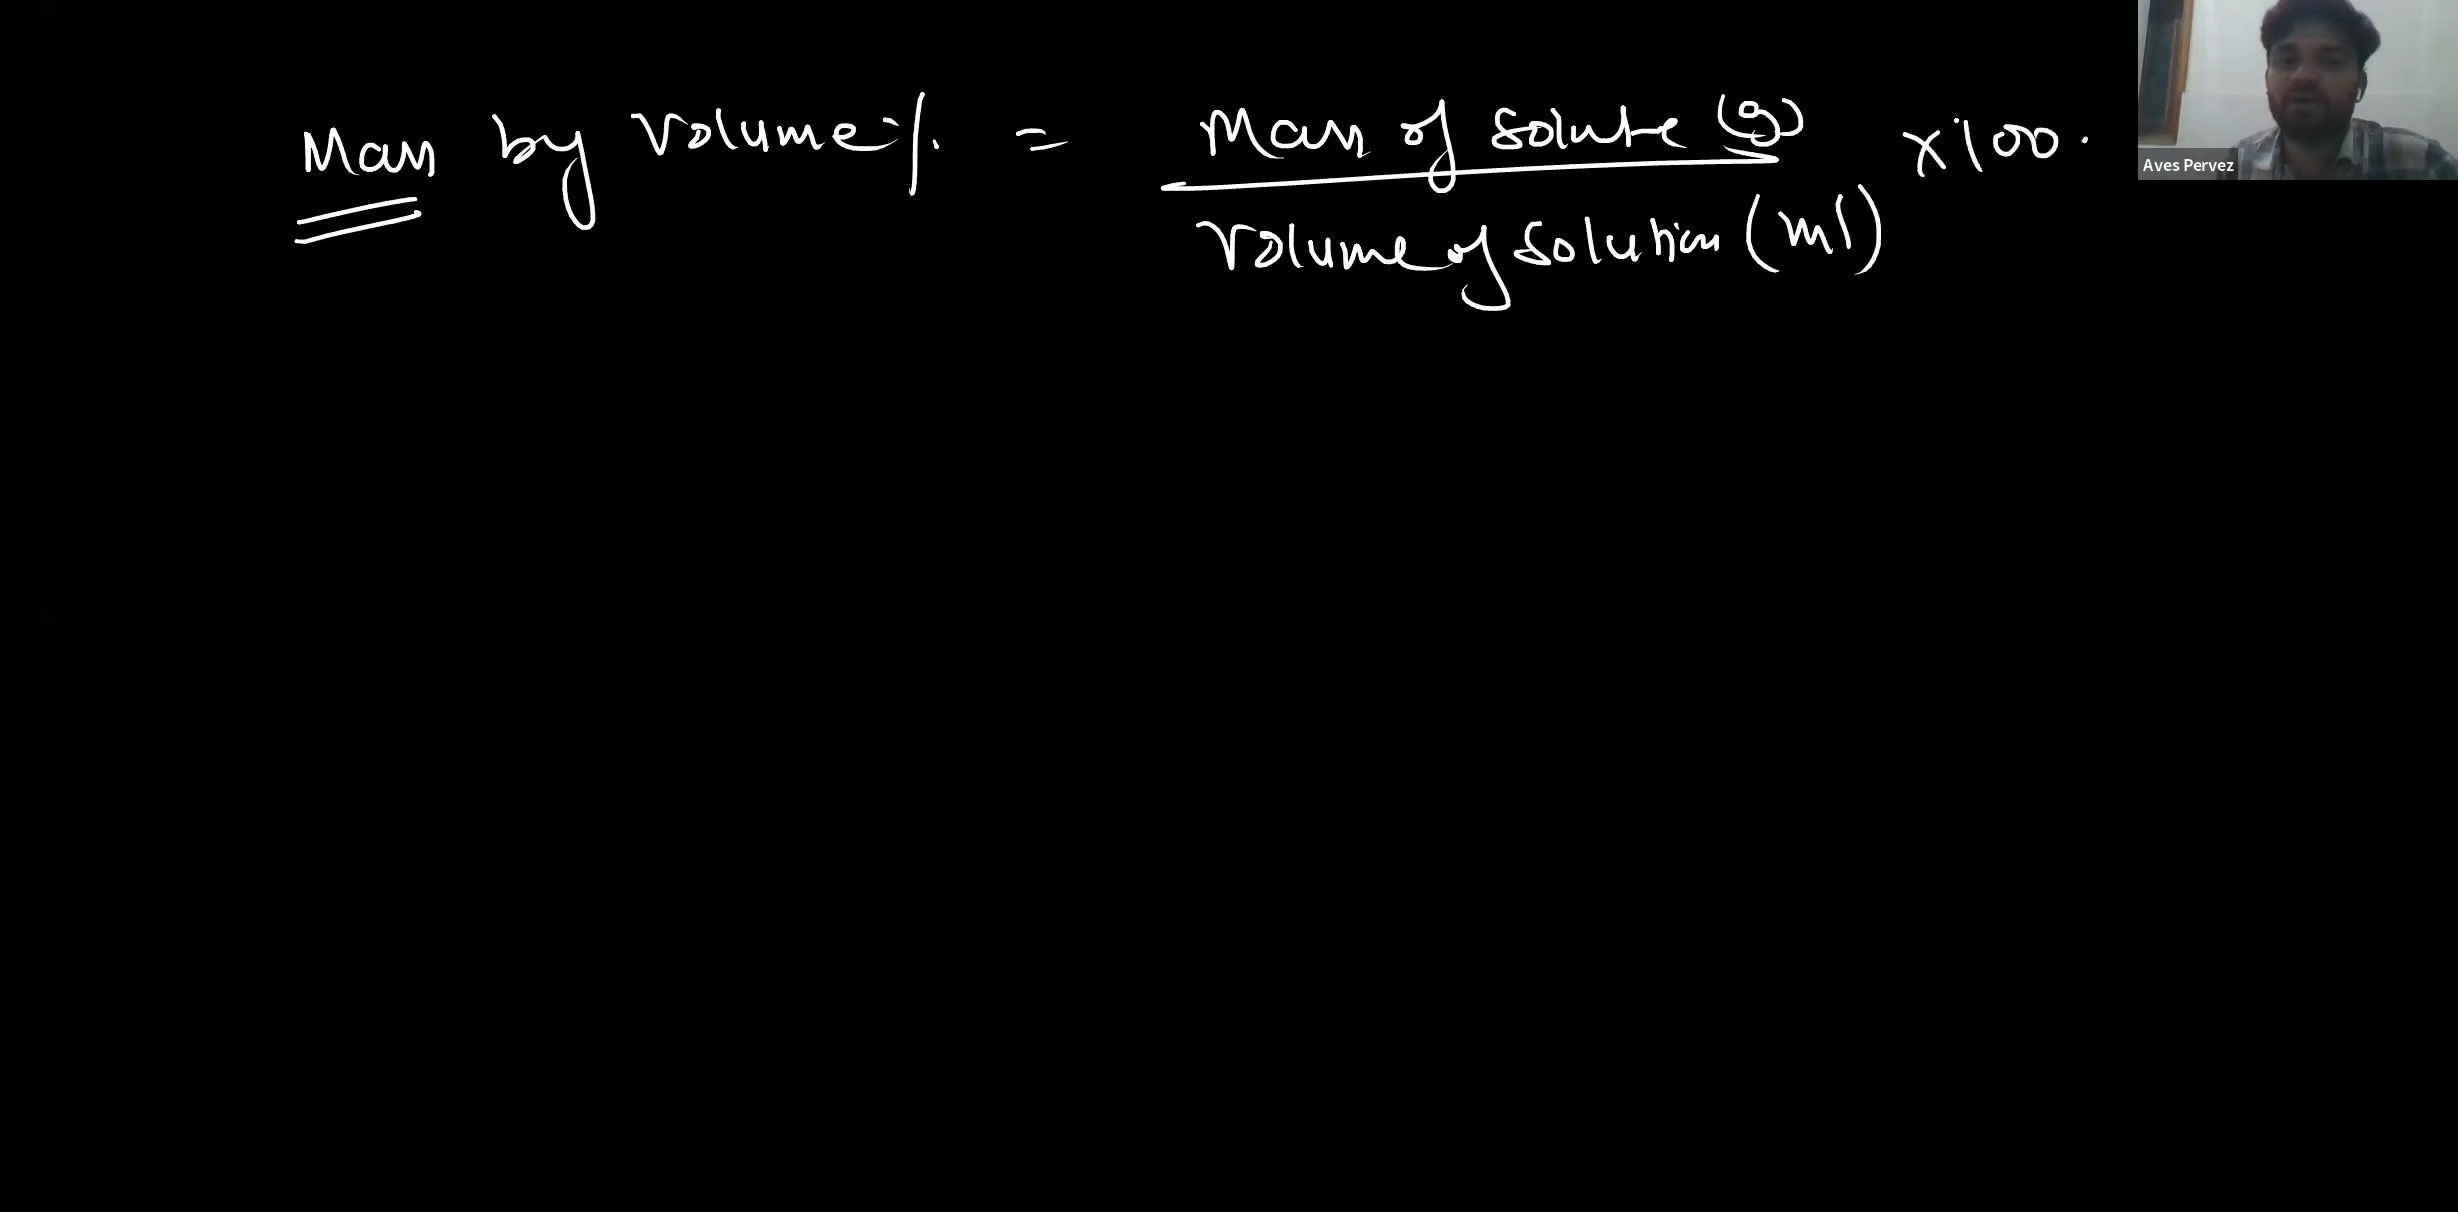 Mass by Volume % = Mass of solute (g) x 100.
Volume of solution (ml)
Aves Pervez